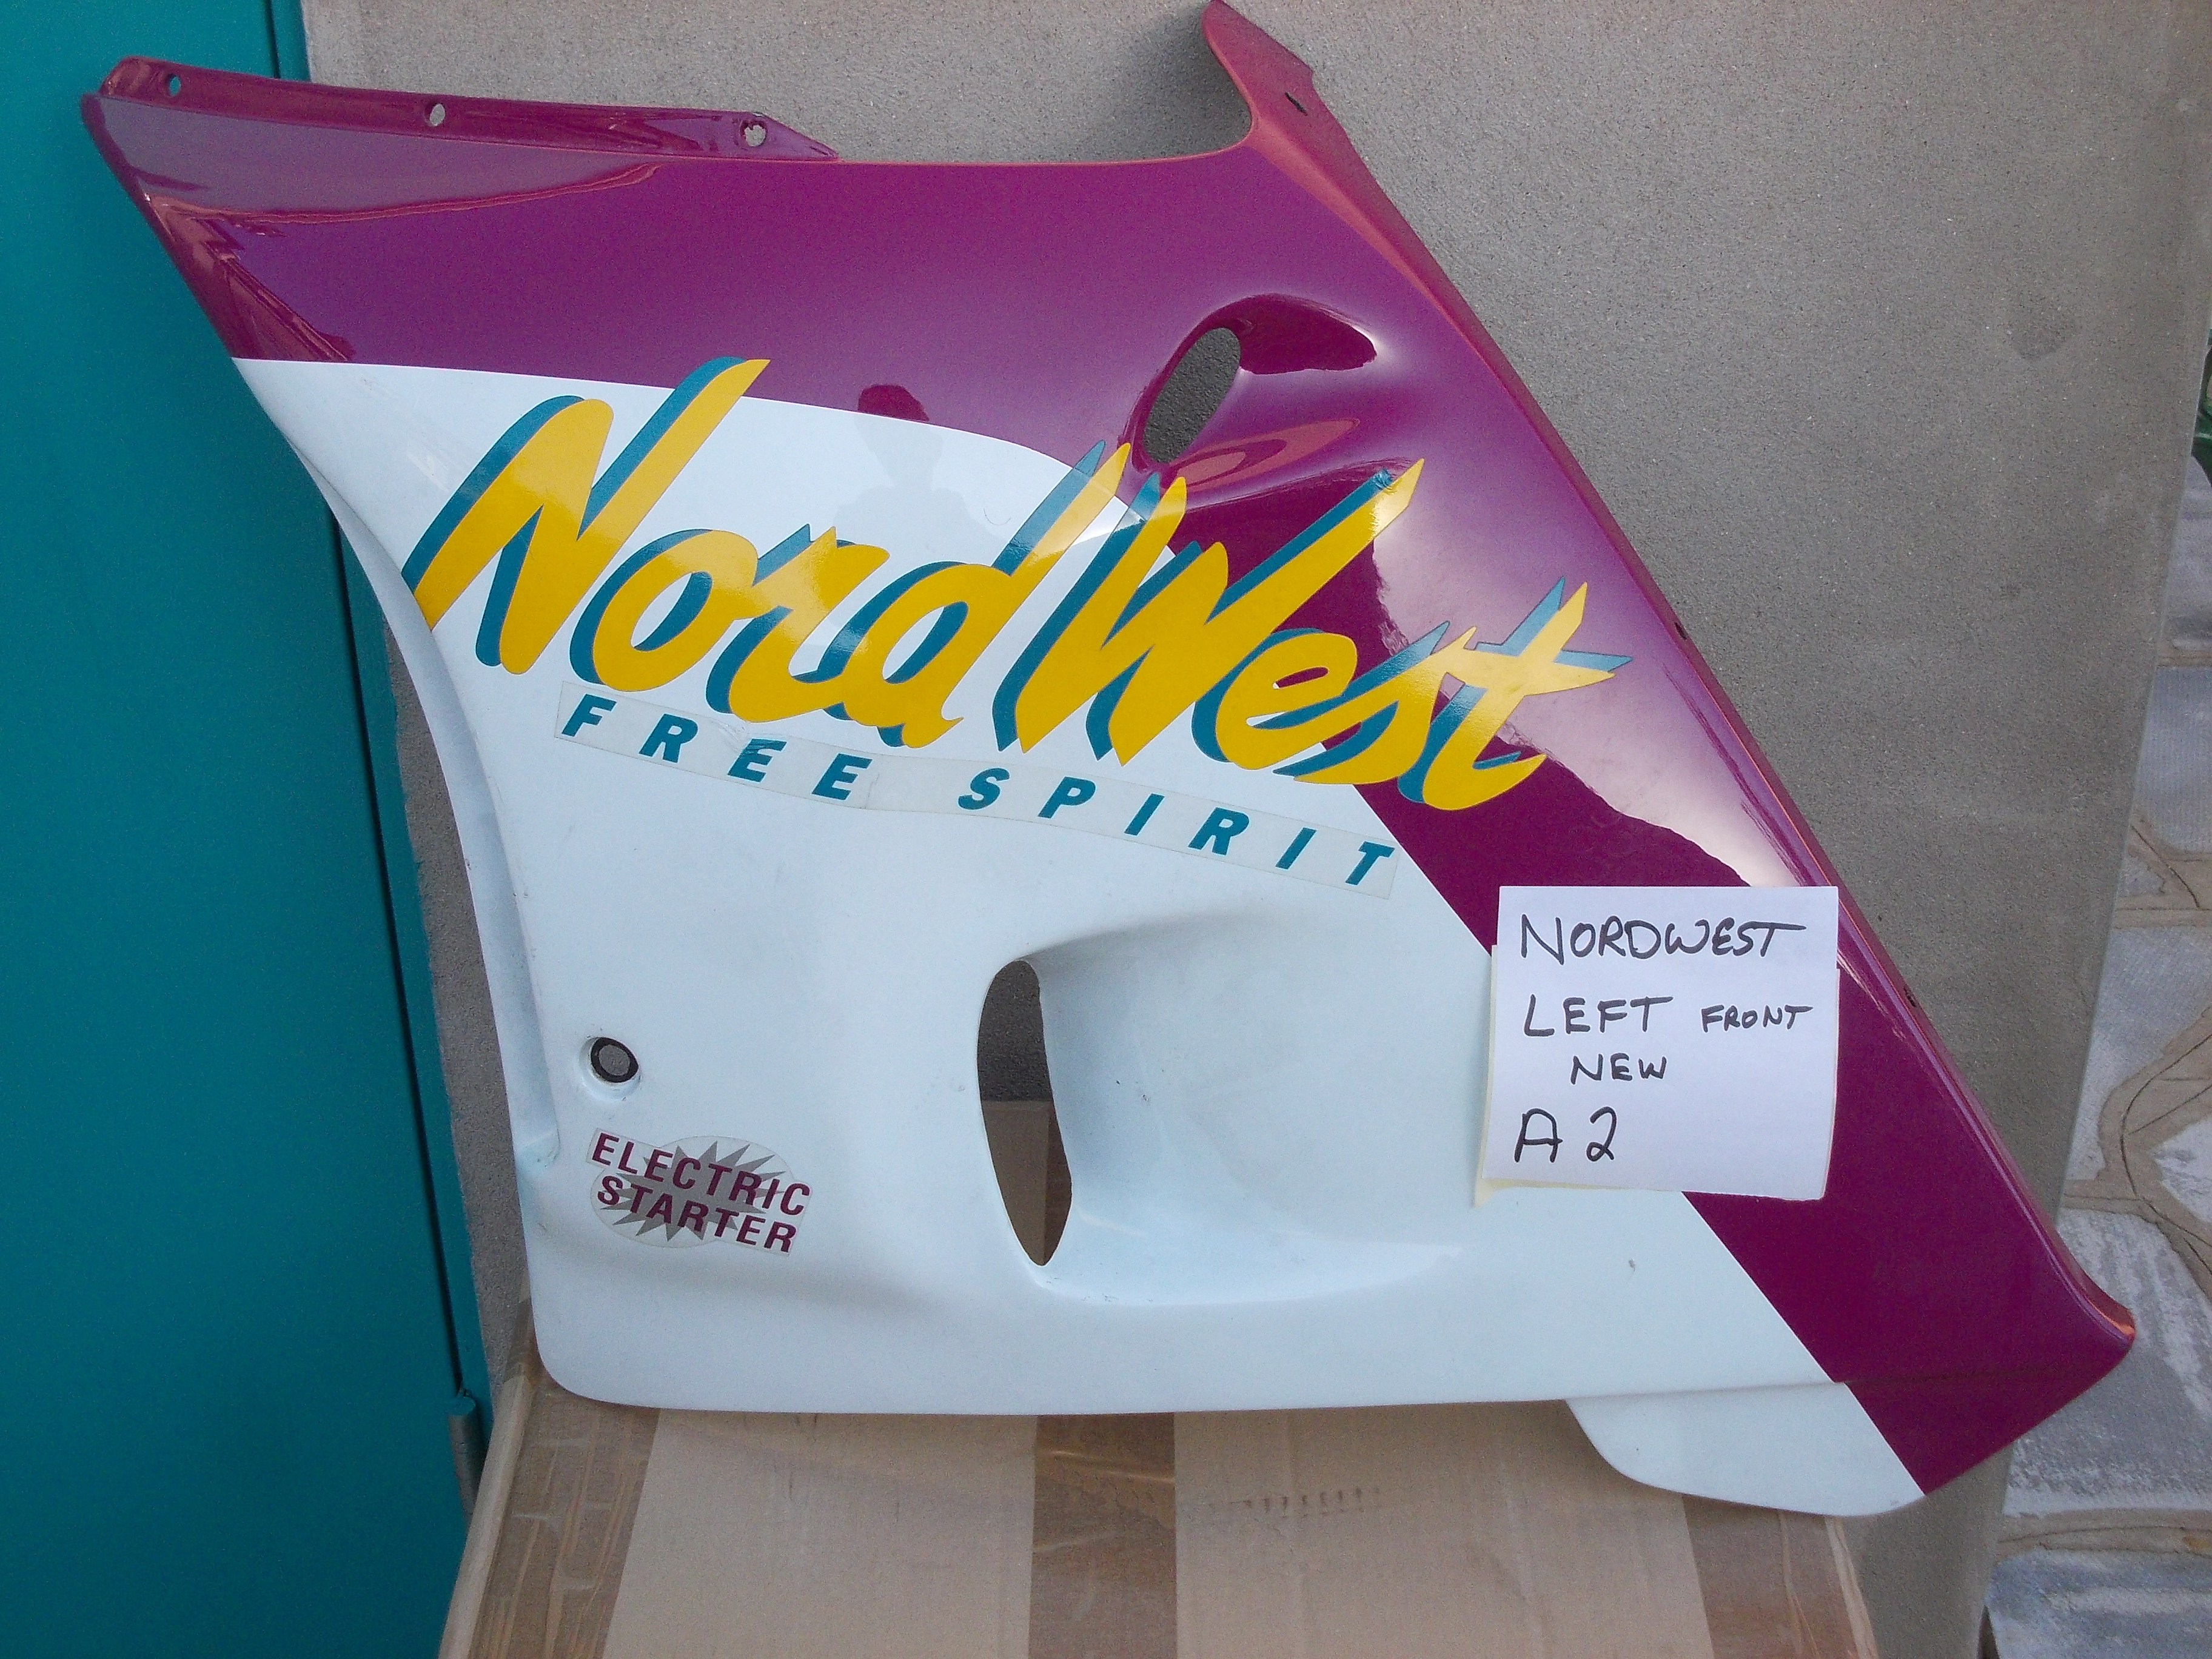 NordWest
FREE SPIRIT
ELECTRIC
STARTER
NORDWEST
LEFT FRONT
NEW
A2